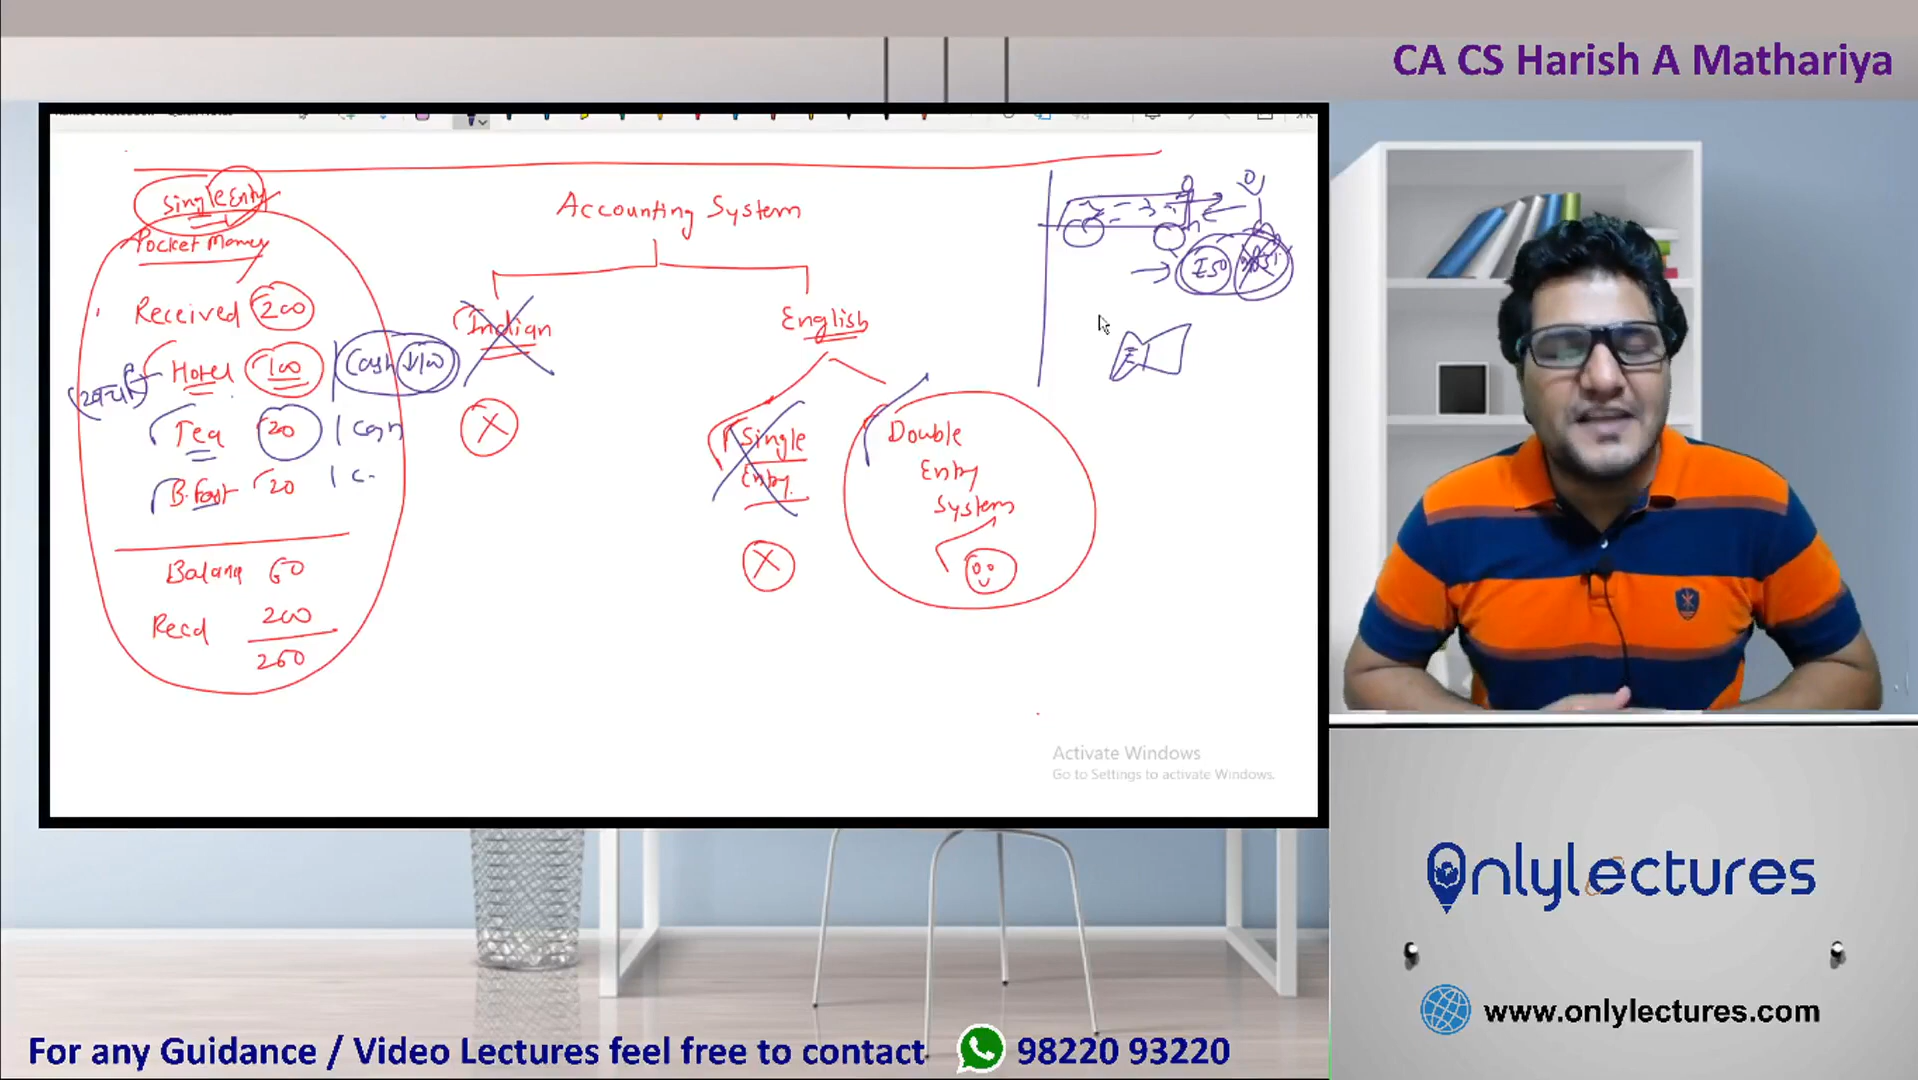 CA CS Harish A Mathariya
Single Entry
Pocket Money
Received 200
Hotel 100 | Cash ↓100
Tea 20 | Cash
B.Fast 20 | C-
Balance 60
Recd 200
260
Accounting System
Indian
X
English
Single
Entry
X
Double
Entry
System
Activate Windows
Go to Settings to activate Windows.
Onlylectures
www.onlylectures.com
For any Guidance / Video Lectures feel free to contact 98220 93220